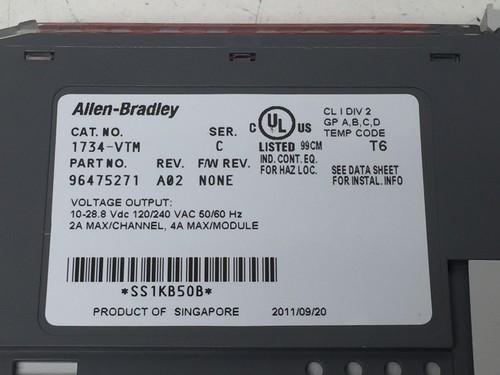 Allen-Bradley
CAT. NO. SER.
1734-VTM C
PART NO. REV. F/W REV.
96475271 A02 NONE
C UL US
LISTED 99CM
IND. CONT. EQ.
FOR HAZ LOC.
CL I DIV 2
GP A,B,C,D
TEMP CODE
T6
SEE DATA SHEET
FOR INSTAL. INFO
VOLTAGE OUTPUT:
10-28.8 Vdc 120/240 VAC 50/60 Hz
2A MAX/CHANNEL, 4A MAX/MODULE
*SS1KB50B*
PRODUCT OF SINGAPORE 2011/09/20